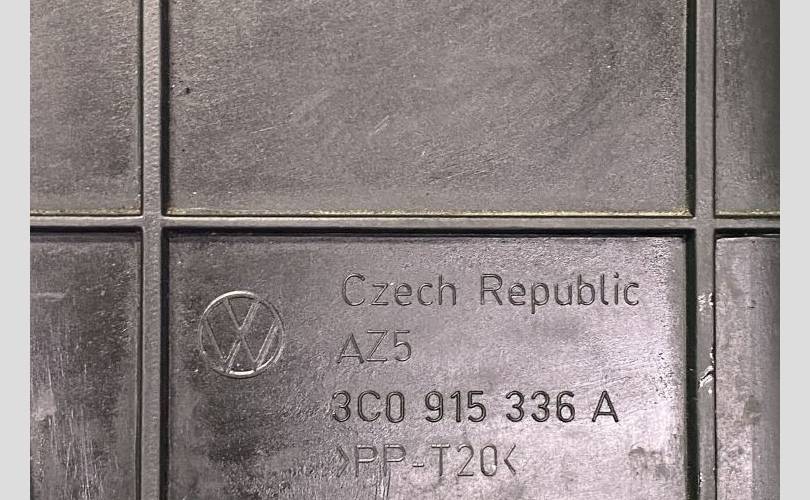 Czech Republic
AZ5
3C0 915 336 A
>PP-T20<